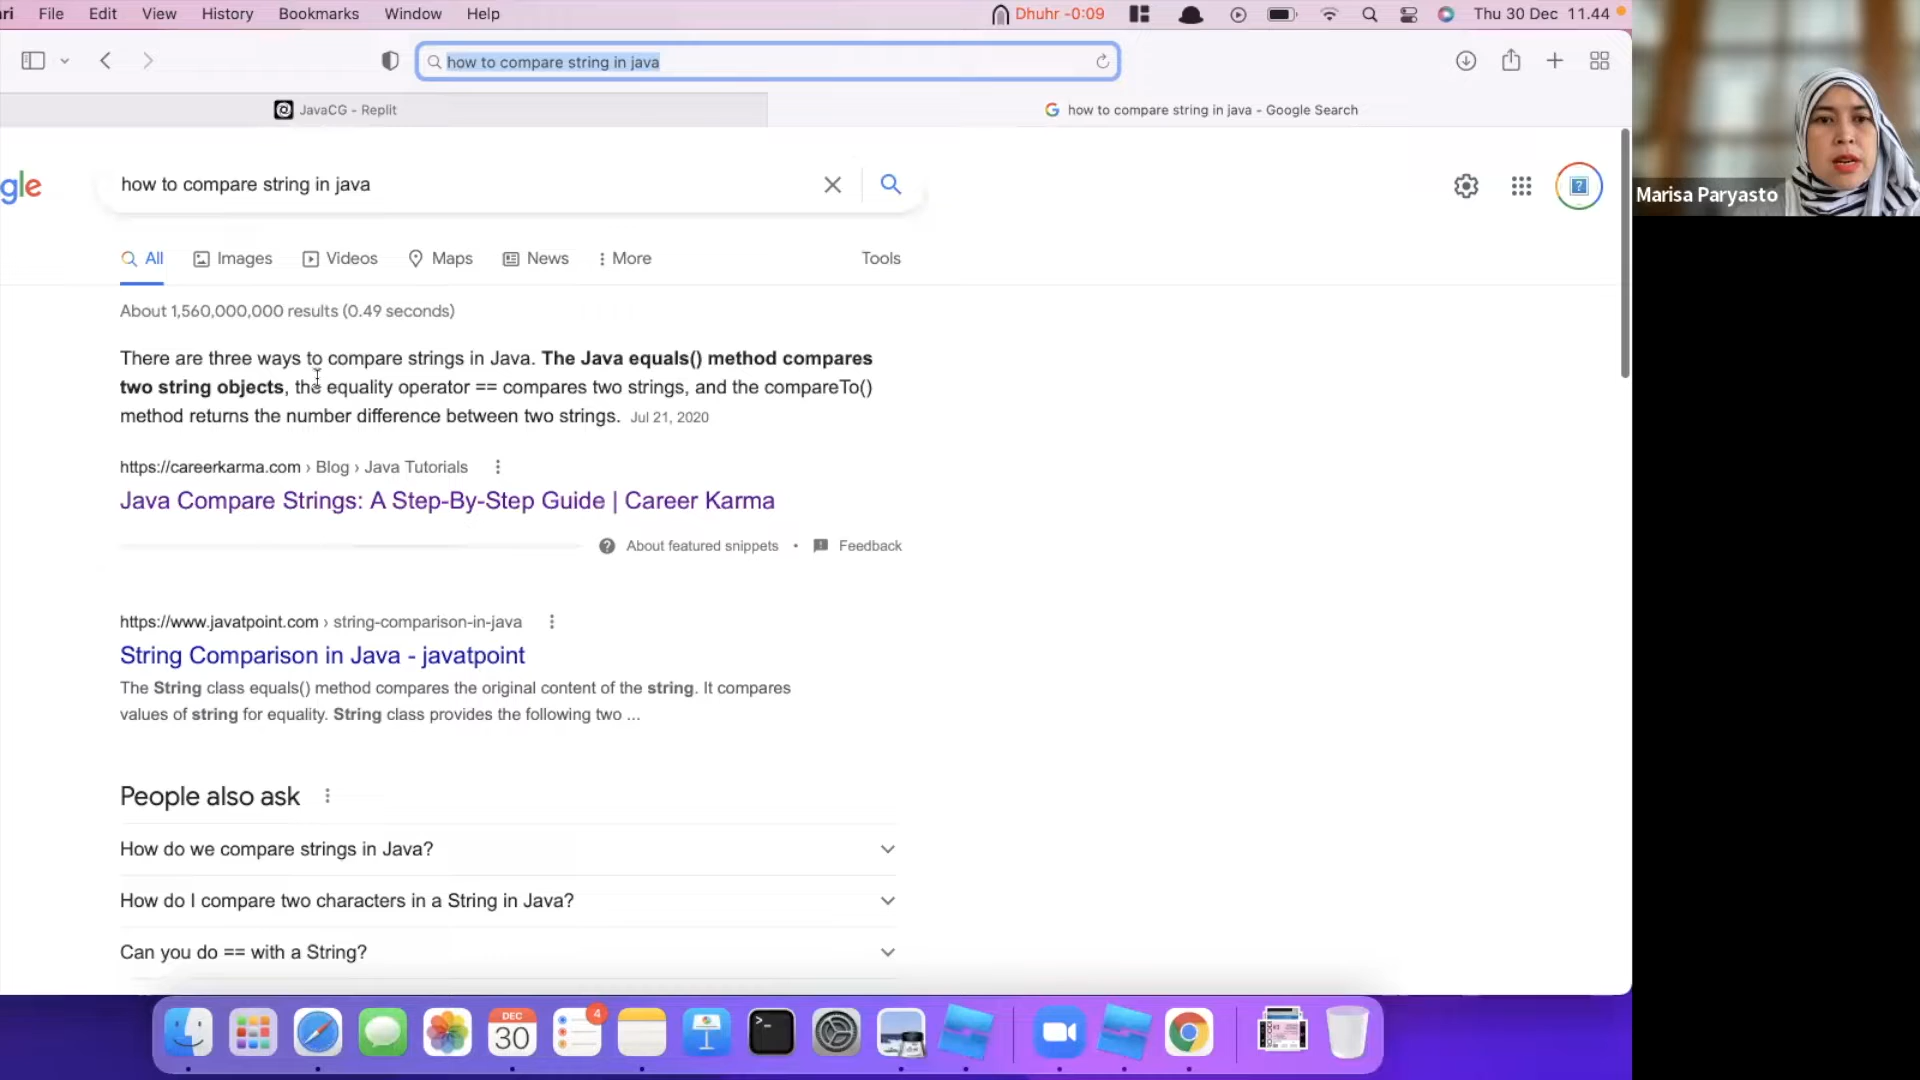 ri File Edit View History Bookmarks Window Help Dhuhr -0:09 Thu 30 Dec 11.44
how to compare string in java
JavaCG - Replit
how to compare string in java - Google Search
gle
how to compare string in java
All Images Videos Maps News More Tools
About 1,560,000,000 results (0.49 seconds)
There are three ways to compare strings in Java. The Java equals() method compares
two string objects, the equality operator == compares two strings, and the compareTo()
method returns the number difference between two strings. Jul 21, 2020
https://careerkarma.com › Blog › Java Tutorials
Java Compare Strings: A Step-By-Step Guide | Career Karma
About featured snippets • Feedback
https://www.javatpoint.com › string-comparison-in-java
String Comparison in Java - javatpoint
The String class equals() method compares the original content of the string. It compares
values of string for equality. String class provides the following two ...
People also ask
How do we compare strings in Java?
How do I compare two characters in a String in Java?
Can you do == with a String?
Marisa Paryasto
DEC
30
4